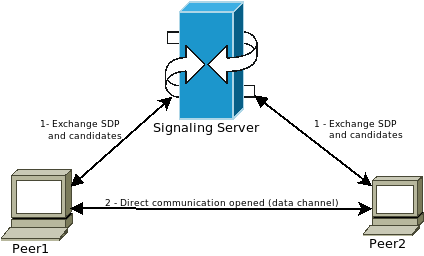 1- Exchange SDP
and candidates
Signaling Server
1 - Exchange SDP
and candidates
2 - Direct communication opened (data channel)
Peer1
Peer2